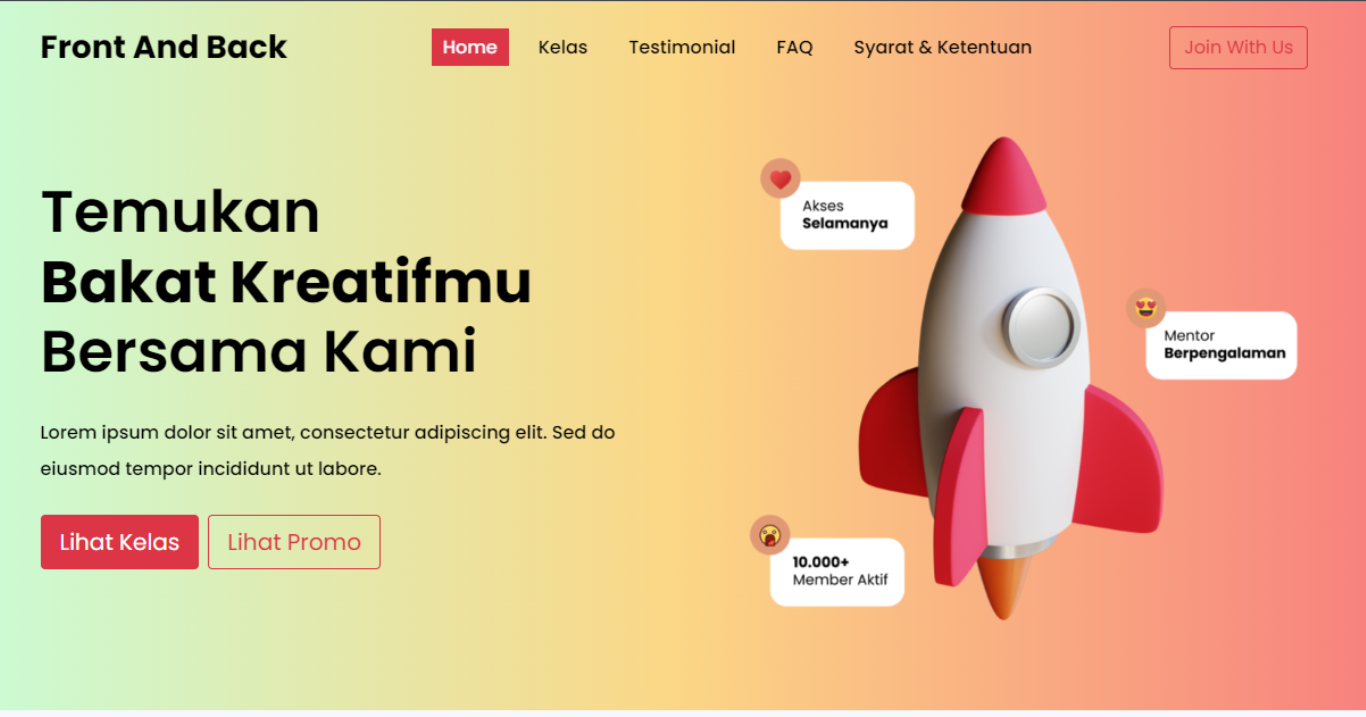 Front And Back
Home
Kelas
Testimonial
FAQ
Syarat & Ketentuan
Join With Us
Temukan
Bakat Kreatifmu
Bersama Kami
Lorem ipsum dolor sit amet, consectetur adipiscing elit. Sed do
eiusmod tempor incididunt ut labore.
Lihat Kelas
Lihat Promo
Akses
Selamanya
Mentor
Berpengalaman
10.000+
Member Aktif